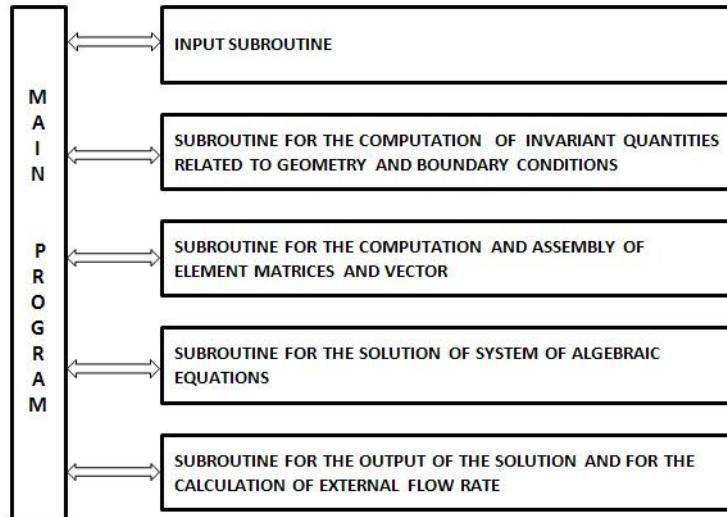 MAIN PROGRAM
INPUT SUBROUTINE
SUBROUTINE FOR THE COMPUTATION OF INVARIANT QUANTITIES
RELATED TO GEOMETRY AND BOUNDARY CONDITIONS
SUBROUTINE FOR THE COMPUTATION AND ASSEMBLY OF
ELEMENT MATRICES AND VECTOR
SUBROUTINE FOR THE SOLUTION OF SYSTEM OF ALGEBRAIC
EQUATIONS
SUBROUTINE FOR THE OUTPUT OF THE SOLUTION AND FOR THE
CALCULATION OF EXTERNAL FLOW RATE